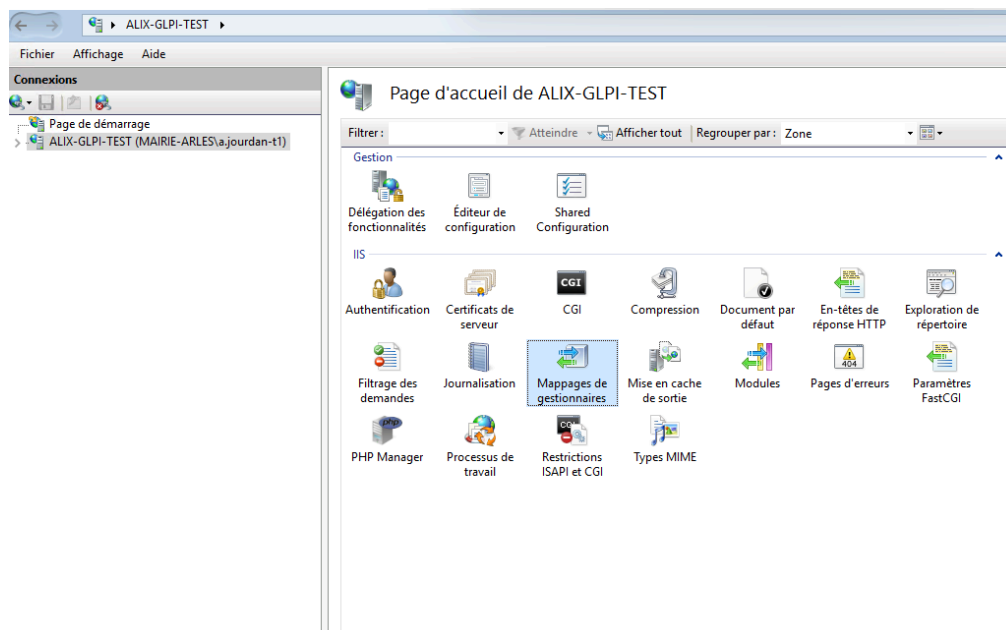 ALIX-GLPI-TEST
Fichier Affichage Aide
Connexions
Page de démarrage
ALIX-GLPI-TEST (MAIRIE-ARLES\a.jourdan-t1)
Page d'accueil de ALIX-GLPI-TEST
Filtrer : Atteindre Afficher tout Regrouper par : Zone
Gestion
Délégation des fonctionnalités
Éditeur de configuration
Shared Configuration
IIS
Authentification
Certificats de serveur
CGI
CGI
Compression
Document par défaut
En-têtes de réponse HTTP
Exploration de répertoire
Filtrage des demandes
Journalisation
Mappages de gestionnaires
Mise en cache de sortie
Modules
404
Pages d'erreurs
Paramètres FastCGI
php
PHP Manager
Processus de travail
CGI
Restrictions ISAPI et CGI
Types MIME